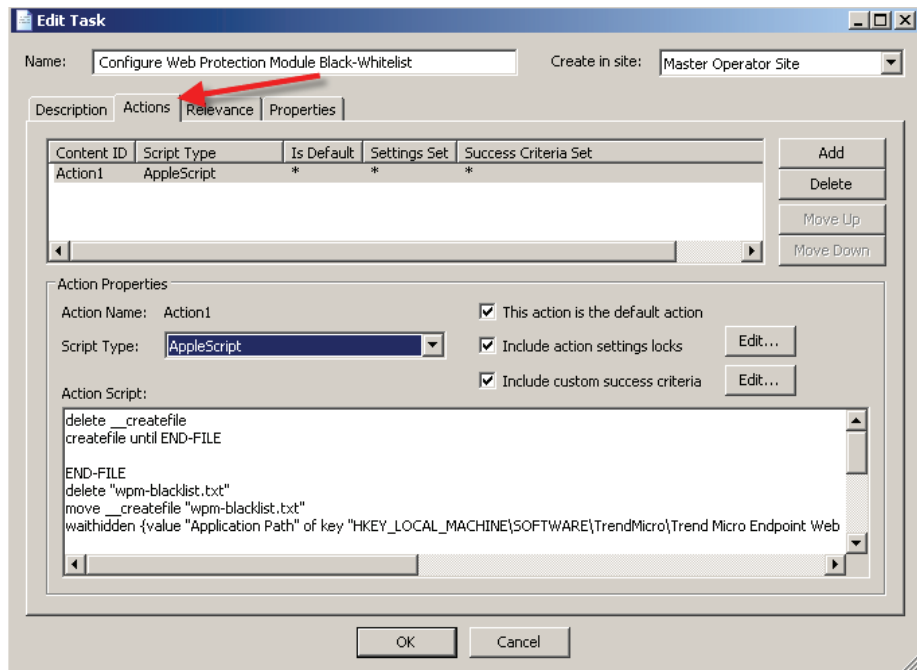 Edit Task
Name: Configure Web Protection Module Black-Whitelist Create in site: Master Operator Site
Description Actions Relevance Properties
Content ID Script Type Is Default Settings Set Success Criteria Set
Action1 AppleScript * * *
Add
Delete
Move Up
Move Down
Action Properties
Action Name: Action1
This action is the default action
Script Type: AppleScript
Include action settings locks Edit...
Include custom success criteria Edit...
Action Script:
delete __createfile
createfile until END-FILE
END-FILE
delete "wpm-blacklist.txt"
move __createfile "wpm-blacklist.txt"
waithidden {value "Application Path" of key "HKEY_LOCAL_MACHINE\SOFTWARE\TrendMicro\Trend Micro Endpoint Web
OK Cancel